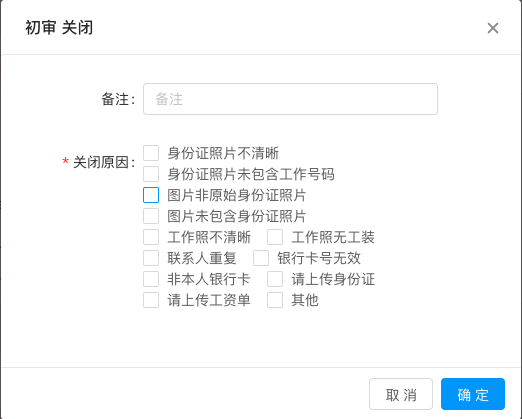 初审 关闭
备注: 备注
* 关闭原因: 身份证照片不清晰
身份证照片未包含工作号码
图片非原始身份证照片
图片未包含身份证照片
工作照不清晰 工作照无工装
联系人重复 银行卡号无效
非本人银行卡 请上传身份证
请上传工资单 其他
取 消 确 定